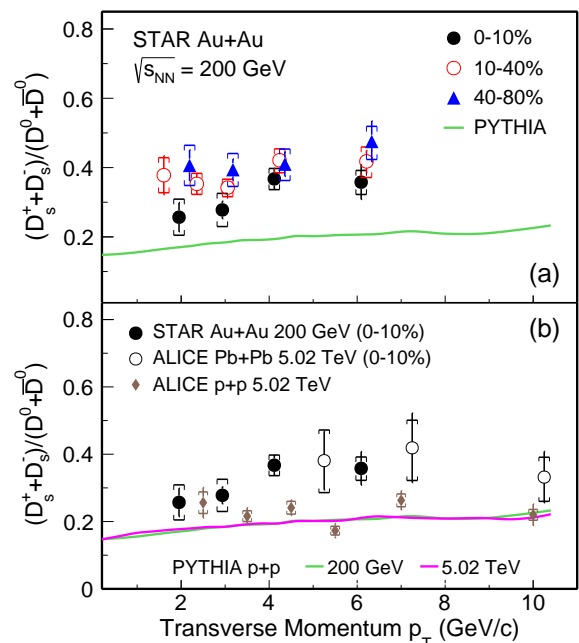 (a)
STAR Au+Au
√s_NN = 200 GeV
0-10%
10-40%
40-80%
PYTHIA
(D_s^+ + D_s^-)/(D^0 + D̅^0)
0.8
0.6
0.4
0.2
(b)
STAR Au+Au 200 GeV (0-10%)
ALICE Pb+Pb 5.02 TeV (0-10%)
ALICE p+p 5.02 TeV
(D_s^+ + D_s^-)/(D^0 + D̅^0)
0.8
0.6
0.4
0.2
0
PYTHIA p+p 200 GeV 5.02 TeV
2 4 6 8 10
Transverse Momentum p_T (GeV/c)